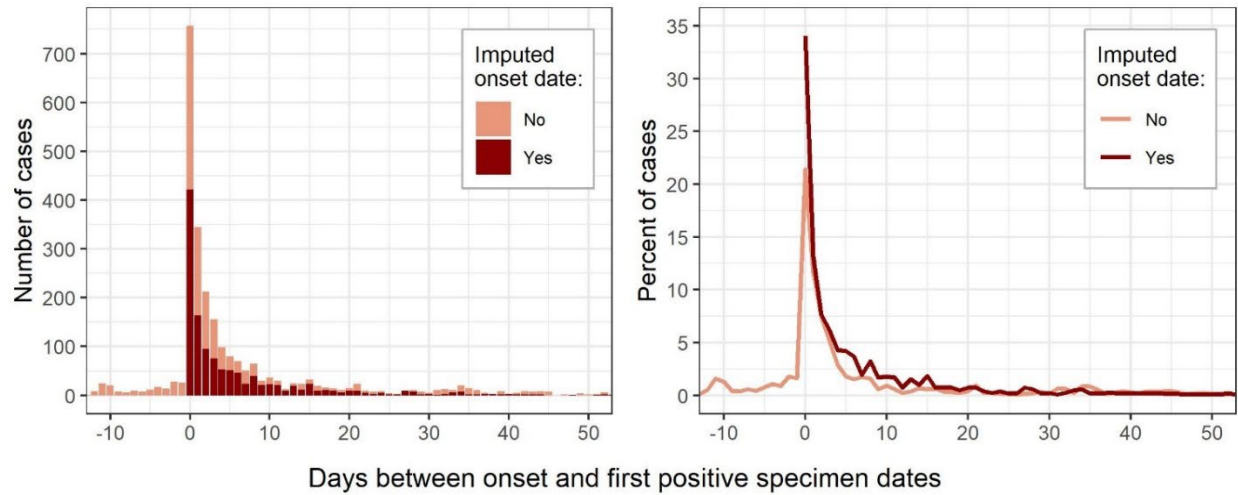 Number of cases
700
600
500
400
300
200
100
0
-10 0 10 20 30 40 50
Imputed
onset date:
No
Yes
Percent of cases
35
30
25
20
15
10
5
0
-10 0 10 20 30 40 50
Imputed
onset date:
No
Yes
Days between onset and first positive specimen dates